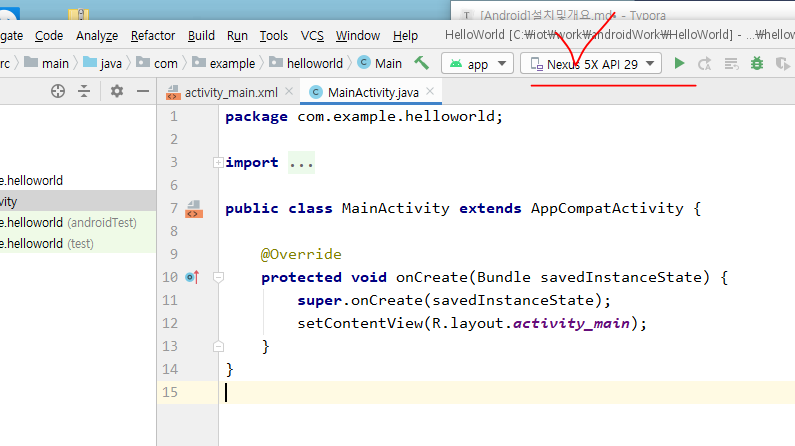 [Android]설치및개요.md • - Typora
gate Code Analyze Refactor Build Run Tools VCS Window Help HelloWorld [C:₩iot₩work₩androidWork₩HelloWorld] - ...₩hellow
rc main java com example helloworld Main app Nexus 5X API 29
activity_main.xml MainActivity.java
1 package com.example.helloworld;
2
3 import ...
6
7 public class MainActivity extends AppCompatActivity {
8
9 @Override
10 protected void onCreate(Bundle savedInstanceState) {
11 super.onCreate(savedInstanceState);
12 setContentView(R.layout.activity_main);
13 }
14 }
15
e.helloworld
vity
e.helloworld (androidTest)
e.helloworld (test)